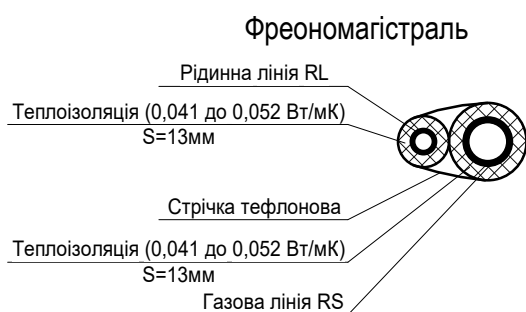 Фреономагістраль
Рідинна лінія RL
Теплоізоляція (0,041 до 0,052 Вт/мК)
S=13мм
Стрічка тефлонова
Теплоізоляція (0,041 до 0,052 Вт/мК)
S=13мм
Газова лінія RS